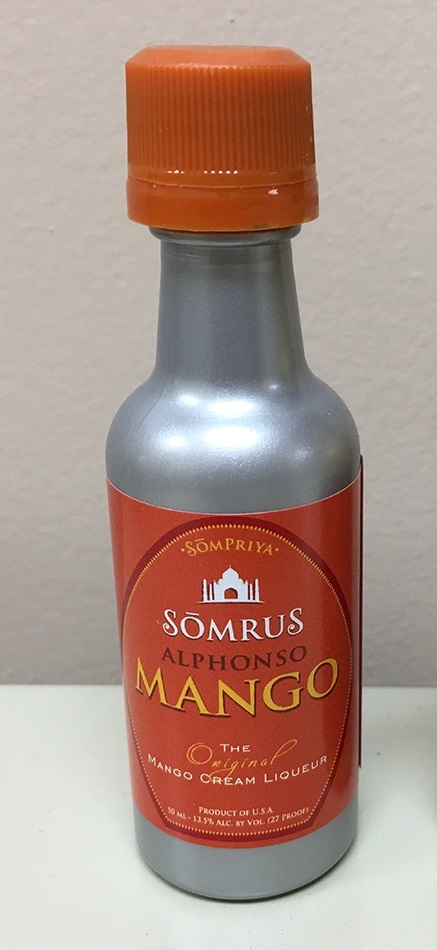 ·SŌMPRIYA·
SŌMRUS
ALPHONSO
MANGO
THE
Original
MANGO CREAM LIQUEUR
PRODUCT OF U.S.A.
50 ML - 13.5% ALC. BY VOL. (27 PROOF)